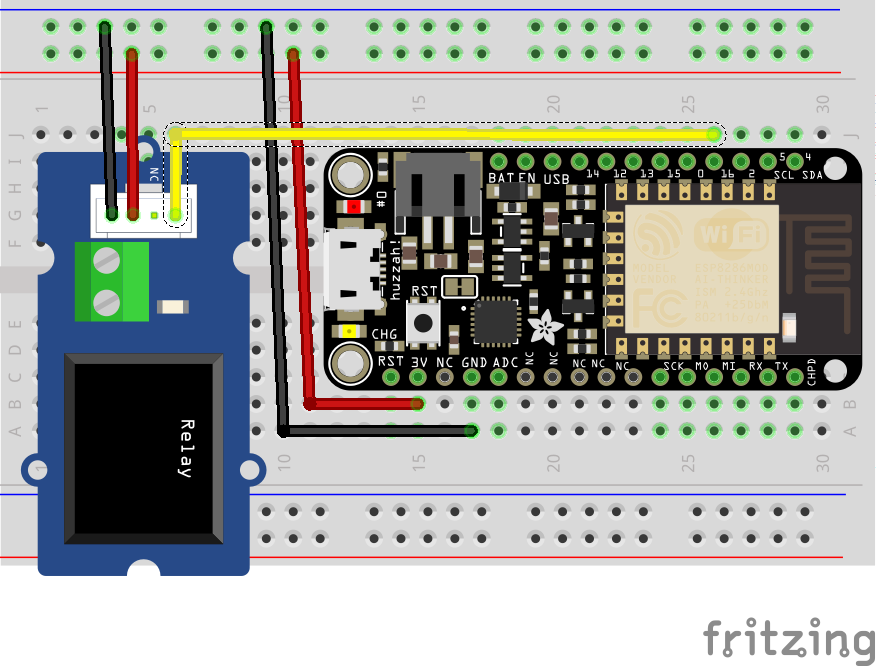 1 5 10 15 20 25 30
J J
I I
H H
G G
F F
NC
BAT EN USB 14 12 13 15 0 16 2 5 4
SCL SDA
#0
huzzah!
WiFi
FC
RST
CHG
RST 3V NC GND ADC NC NC NC NC NC SCK MO MI RX TX CHPD
E E
D D
C C
B B
A A
Relay
1 10 15 20 25 30
fritzing